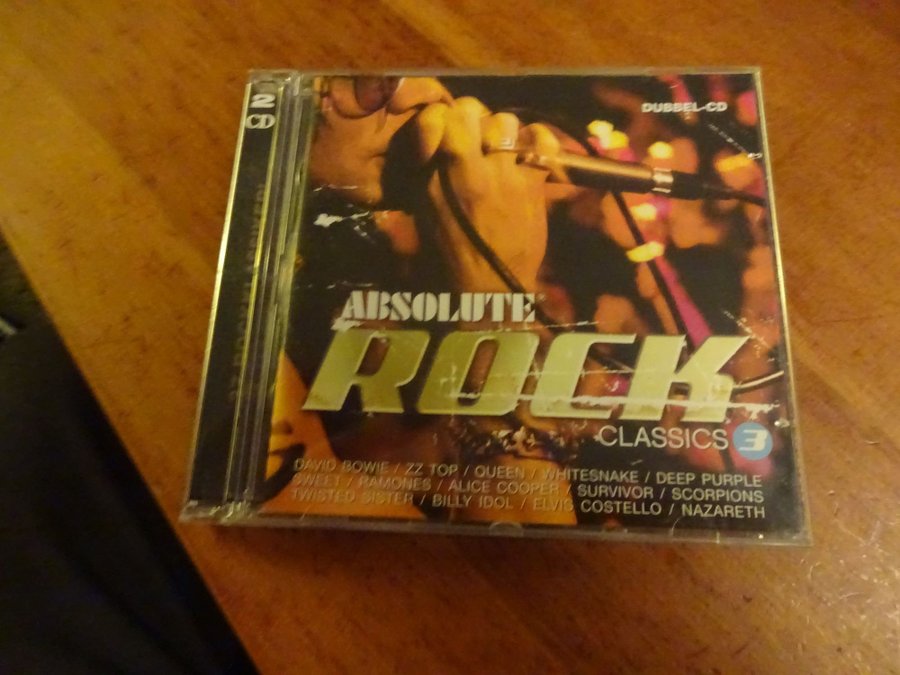 2
CD
DUBBEL-CD
ABSOLUTE
ROCK
CLASSICS 3
DAVID BOWIE / ZZ TOP / QUEEN / WHITESNAKE / DEEP PURPLE
SWEET / RAMONES / ALICE COOPER / SURVIVOR / SCORPIONS
TWISTED SISTER / BILLY IDOL / ELVIS COSTELLO / NAZARETH